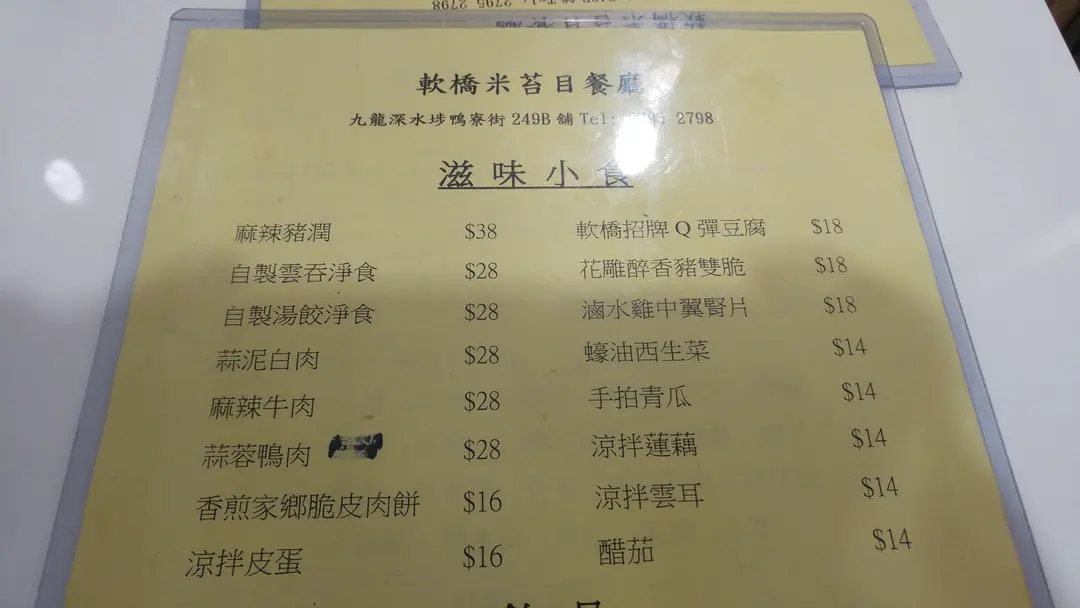 軟橋米苔目餐廳
九龍深水埗鴨寮街 249B 舖 Tel: 2795 2798
滋味小食
麻辣豬潤 $38 軟橋招牌 Q 彈豆腐 $18
自製雲吞淨食 $28 花雕醉香豬雙脆 $18
自製湯餃淨食 $28 滷水雞中翼腎片 $18
蒜泥白肉 $28 蠔油西生菜 $14
麻辣牛肉 $28 手拍青瓜 $14
蒜蓉鴨肉 $28 涼拌蓮藕 $14
香煎家鄉脆皮肉餅 $16 涼拌雲耳 $14
涼拌皮蛋 $16 醋茄 $14